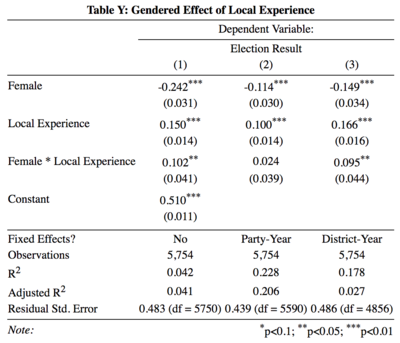 Table Y: Gendered Effect of Local Experience
Dependent Variable:
Election Result
(1) (2) (3)
Female -0.242*** -0.114*** -0.149***
(0.031) (0.030) (0.034)
Local Experience 0.150*** 0.100*** 0.166***
(0.014) (0.014) (0.016)
Female * Local Experience 0.102** 0.024 0.095**
(0.041) (0.039) (0.044)
Constant 0.510***
(0.011)
Fixed Effects? No Party-Year District-Year
Observations 5,754 5,754 5,754
R2 0.042 0.228 0.178
Adjusted R2 0.041 0.206 0.027
Residual Std. Error 0.483 (df = 5750) 0.439 (df = 5590) 0.486 (df = 4856)
Note: *p<0.1; **p<0.05; ***p<0.01